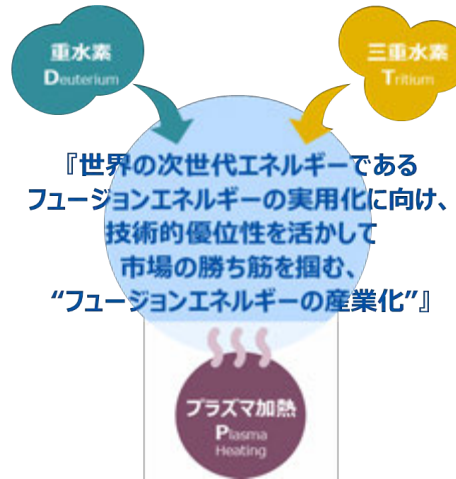 重水素
Deuterium
三重水素
Tritium
『世界の次世代エネルギーである
フュージョンエネルギーの実用化に向け、
技術的優位性を活かして
市場の勝ち筋を掴む、
“フュージョンエネルギーの産業化”』
プラズマ加熱
Plasma
Heating